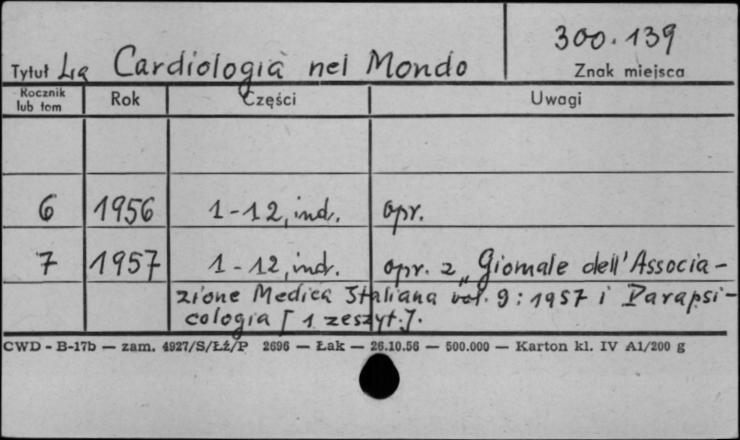 300.139
Tytuł La Cardiologia nel Mondo
Znak miejsca
Rocznik lub tom Rok Części Uwagi
6 1956 1-12, ind. opr.
7 1957 1-12, ind. opr. z „Giornale dell'Associa-
zione Medica Italiana vol. 9: 1957 i Parapsi-
cologia [1 zeszyt.].
CWD - B-17b — zam. 4927/S/Łż/P 2696 — Łak — 26.10.56 — 500.000 — Karton kl. IV A1/200 g